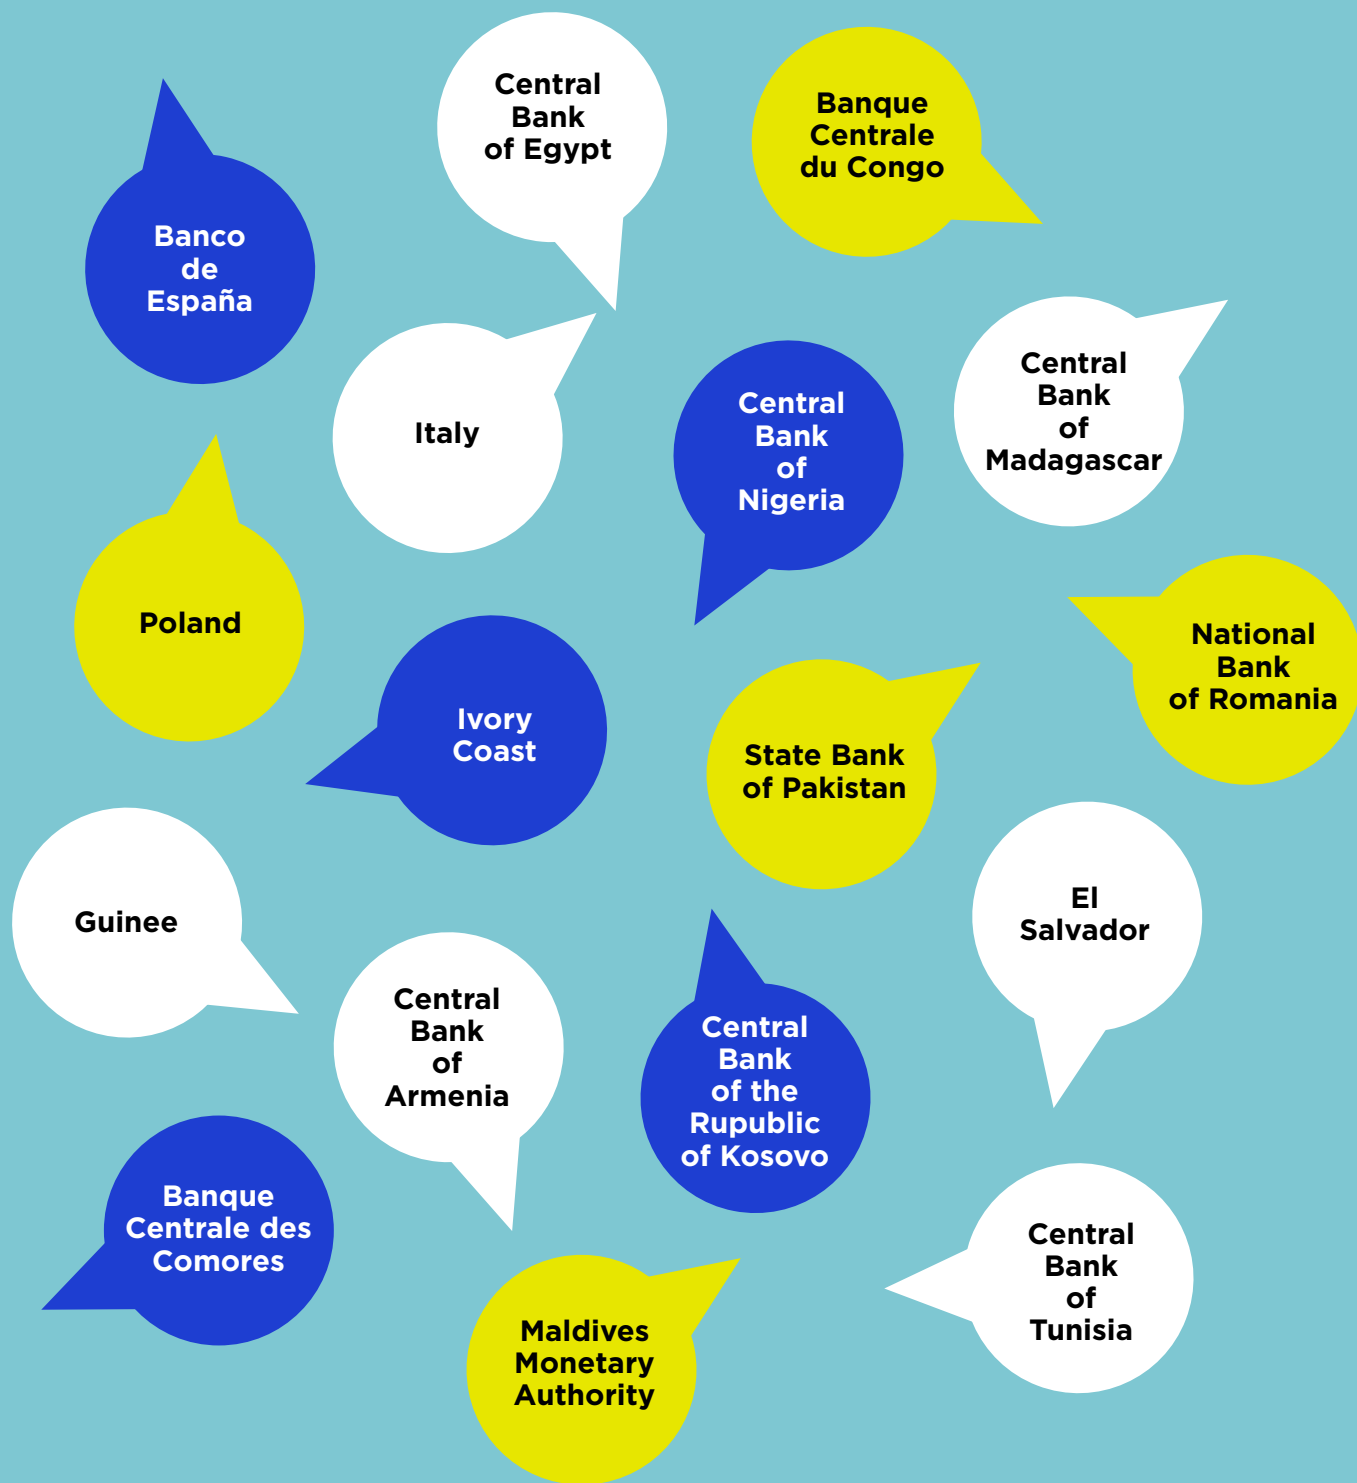 Central
Bank
of Egypt
Banque
Centrale
du Congo
Banco
de
España
Italy
Central
Bank
of
Nigeria
Central
Bank
of
Madagascar
Poland
Ivory
Coast
State Bank
of Pakistan
National
Bank
of Romania
Guinee
Central
Bank
of
Armenia
Central
Bank
of the
Rupublic
of Kosovo
El
Salvador
Banque
Centrale des
Comores
Maldives
Monetary
Authority
Central
Bank
of
Tunisia